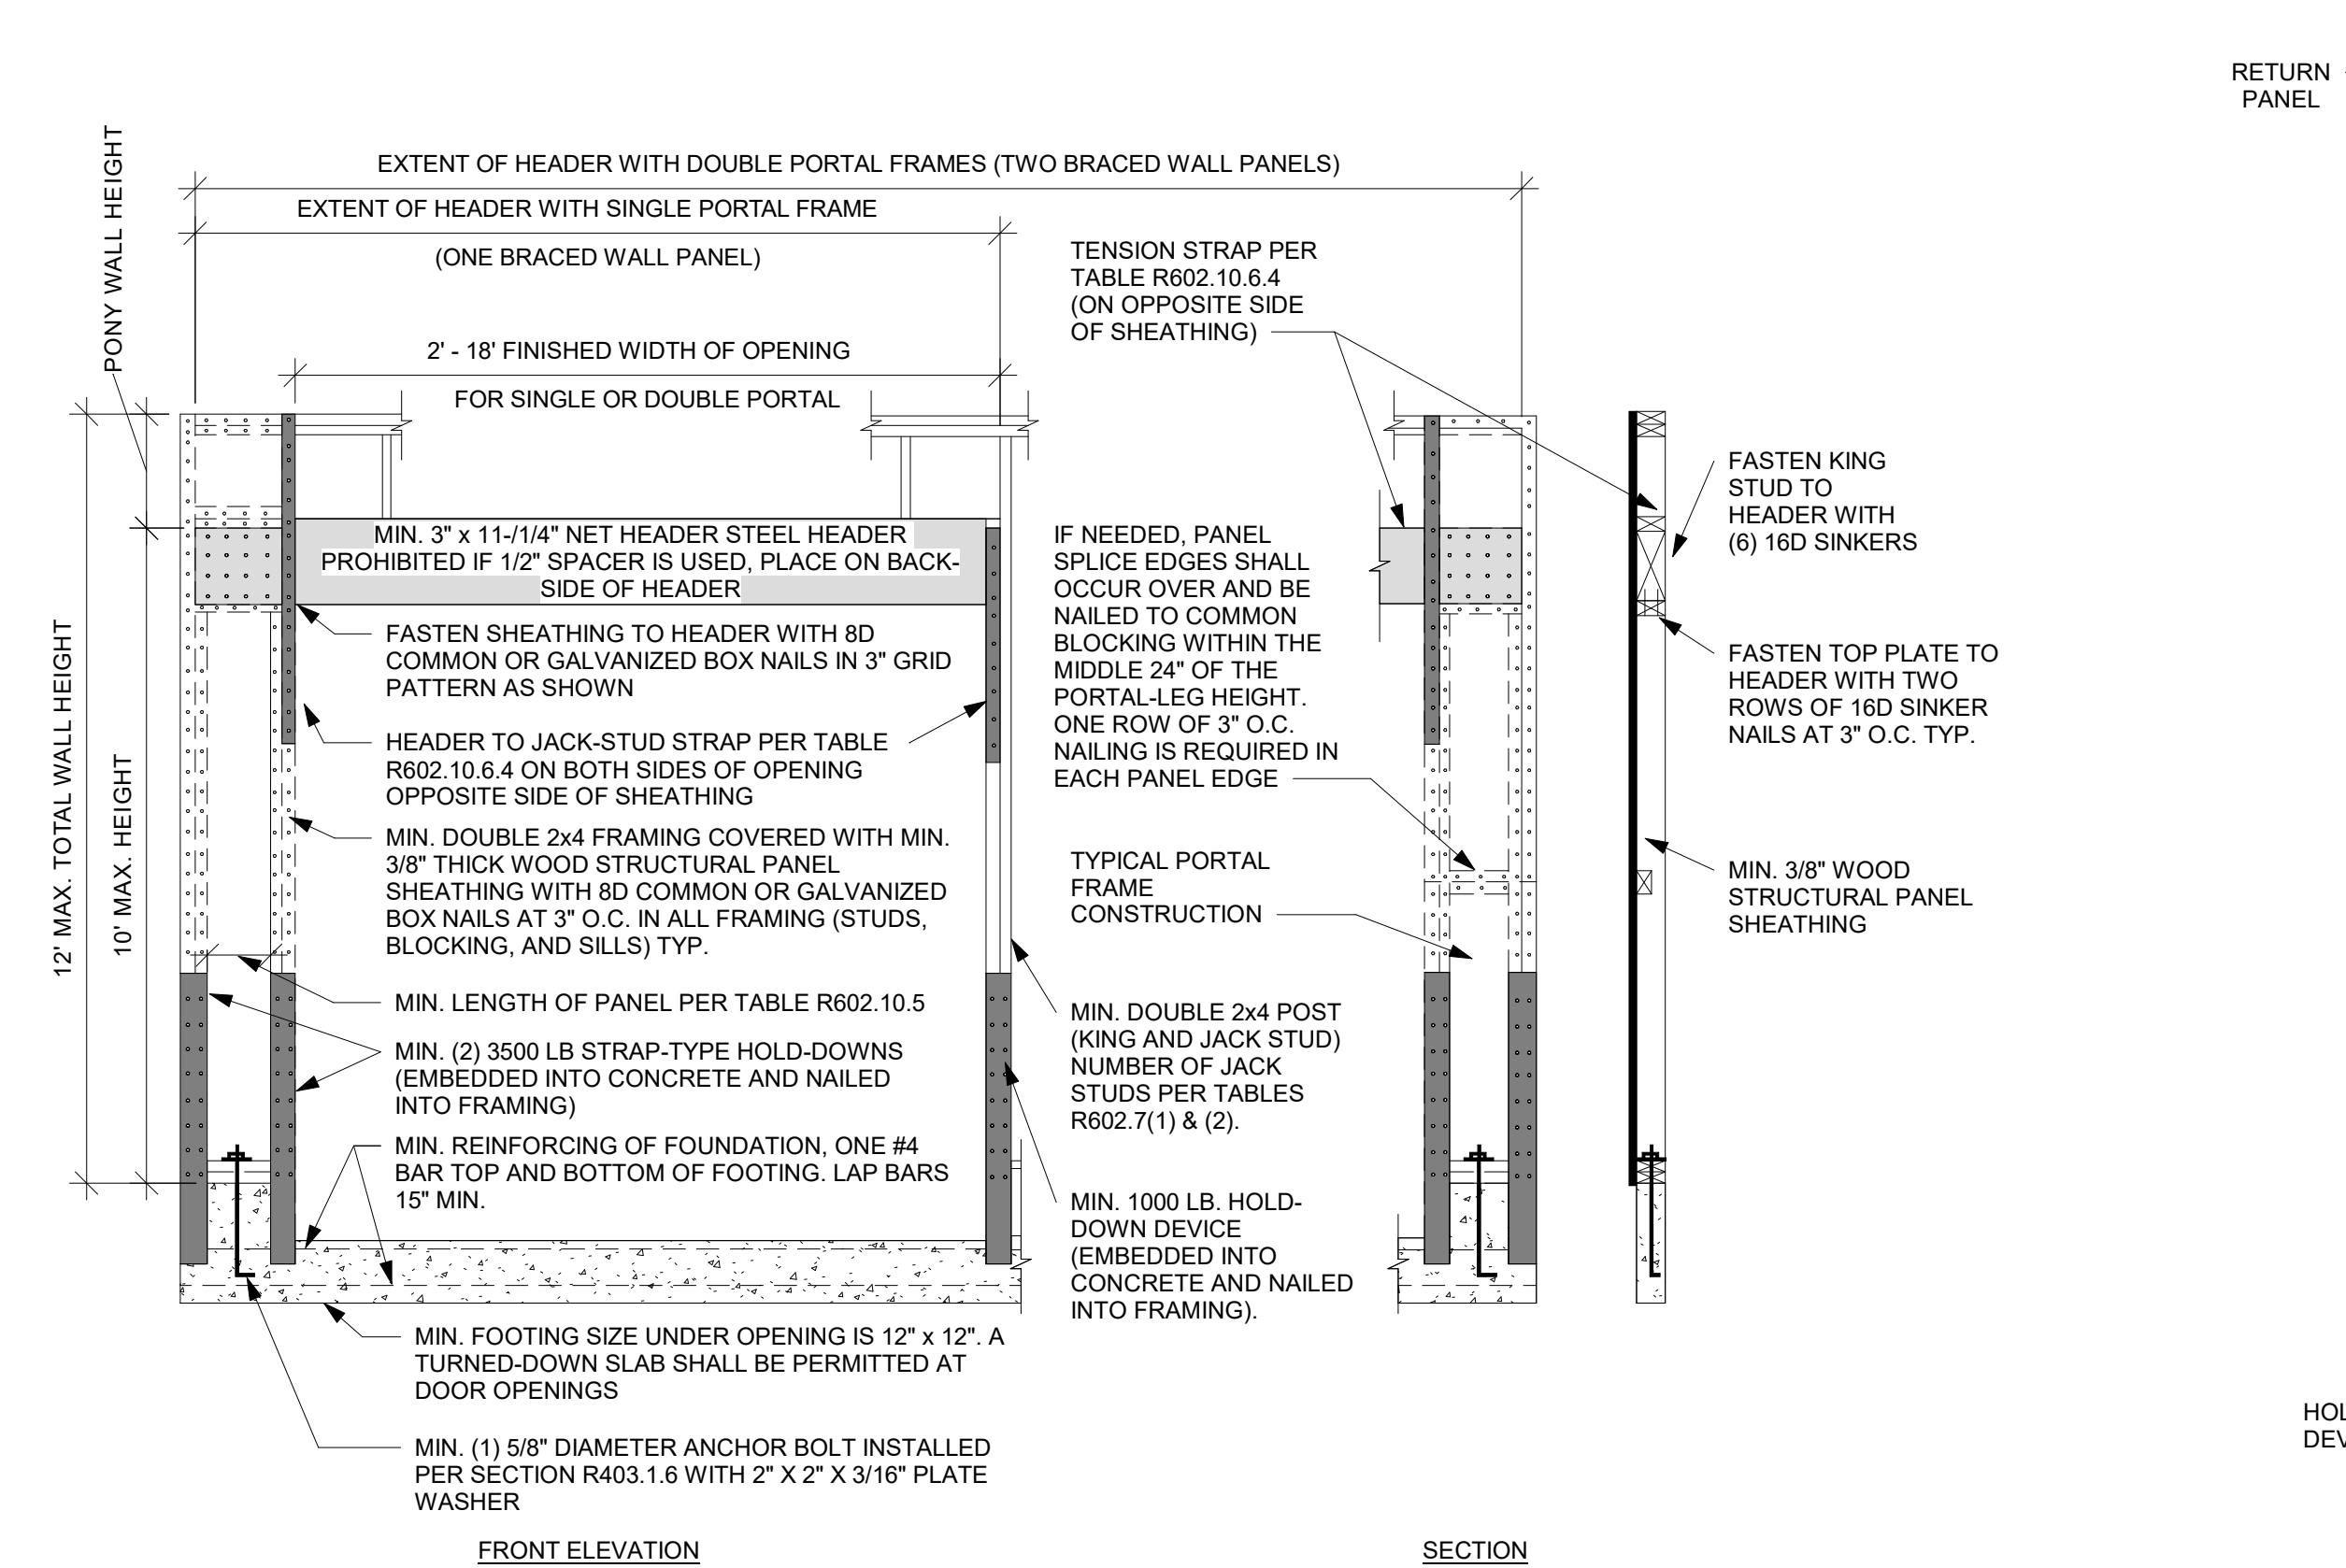 RETURN
PANEL
PONY WALL HEIGHT
EXTENT OF HEADER WITH DOUBLE PORTAL FRAMES (TWO BRACED WALL PANELS)
EXTENT OF HEADER WITH SINGLE PORTAL FRAME
(ONE BRACED WALL PANEL)
2' - 18' FINISHED WIDTH OF OPENING
FOR SINGLE OR DOUBLE PORTAL
TENSION STRAP PER
TABLE R602.10.6.4
(ON OPPOSITE SIDE
OF SHEATHING)
12' MAX. TOTAL WALL HEIGHT
10' MAX. HEIGHT
MIN. 3" x 11-/1/4" NET HEADER STEEL HEADER
PROHIBITED IF 1/2" SPACER IS USED, PLACE ON BACK-
SIDE OF HEADER
FASTEN SHEATHING TO HEADER WITH 8D
COMMON OR GALVANIZED BOX NAILS IN 3" GRID
PATTERN AS SHOWN
HEADER TO JACK-STUD STRAP PER TABLE
R602.10.6.4 ON BOTH SIDES OF OPENING
OPPOSITE SIDE OF SHEATHING
MIN. DOUBLE 2x4 FRAMING COVERED WITH MIN.
3/8" THICK WOOD STRUCTURAL PANEL
SHEATHING WITH 8D COMMON OR GALVANIZED
BOX NAILS AT 3" O.C. IN ALL FRAMING (STUDS,
BLOCKING, AND SILLS) TYP.
MIN. LENGTH OF PANEL PER TABLE R602.10.5
MIN. (2) 3500 LB STRAP-TYPE HOLD-DOWNS
(EMBEDDED INTO CONCRETE AND NAILED
INTO FRAMING)
MIN. REINFORCING OF FOUNDATION, ONE #4
BAR TOP AND BOTTOM OF FOOTING. LAP BARS
15" MIN.
MIN. FOOTING SIZE UNDER OPENING IS 12" x 12". A
TURNED-DOWN SLAB SHALL BE PERMITTED AT
DOOR OPENINGS
MIN. (1) 5/8" DIAMETER ANCHOR BOLT INSTALLED
PER SECTION R403.1.6 WITH 2" X 2" X 3/16" PLATE
WASHER
FRONT ELEVATION
IF NEEDED, PANEL
SPLICE EDGES SHALL
OCCUR OVER AND BE
NAILED TO COMMON
BLOCKING WITHIN THE
MIDDLE 24" OF THE
PORTAL-LEG HEIGHT.
ONE ROW OF 3" O.C.
NAILING IS REQUIRED IN
EACH PANEL EDGE
TYPICAL PORTAL
FRAME
CONSTRUCTION
MIN. DOUBLE 2x4 POST
(KING AND JACK STUD)
NUMBER OF JACK
STUDS PER TABLES
R602.7(1) & (2).
MIN. 1000 LB. HOLD-
DOWN DEVICE
(EMBEDDED INTO
CONCRETE AND NAILED
INTO FRAMING).
FASTEN KING
STUD TO
HEADER WITH
(6) 16D SINKERS
FASTEN TOP PLATE TO
HEADER WITH TWO
ROWS OF 16D SINKER
NAILS AT 3" O.C. TYP.
MIN. 3/8" WOOD
STRUCTURAL PANEL
SHEATHING
SECTION